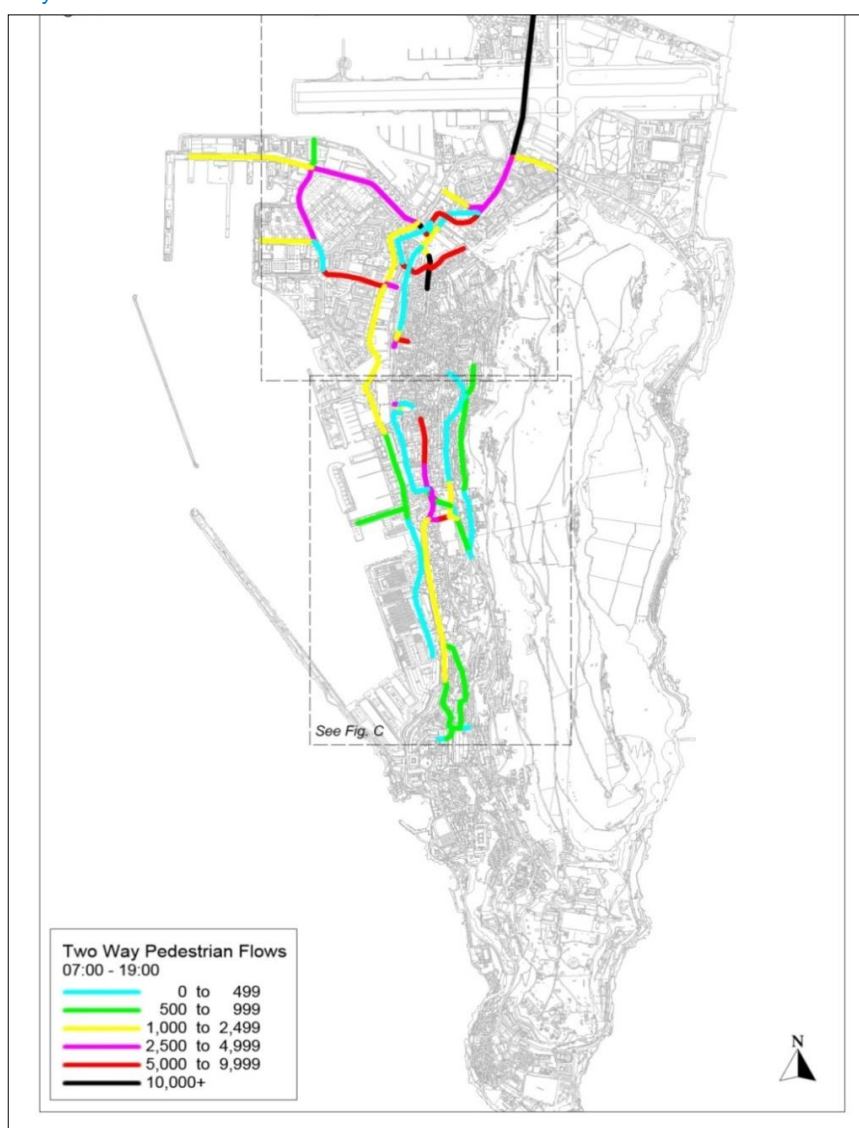 See Fig. C
Two Way Pedestrian Flows
07:00 - 19:00
0 to 499
500 to 999
1,000 to 2,499
2,500 to 4,999
5,000 to 9,999
10,000+
N